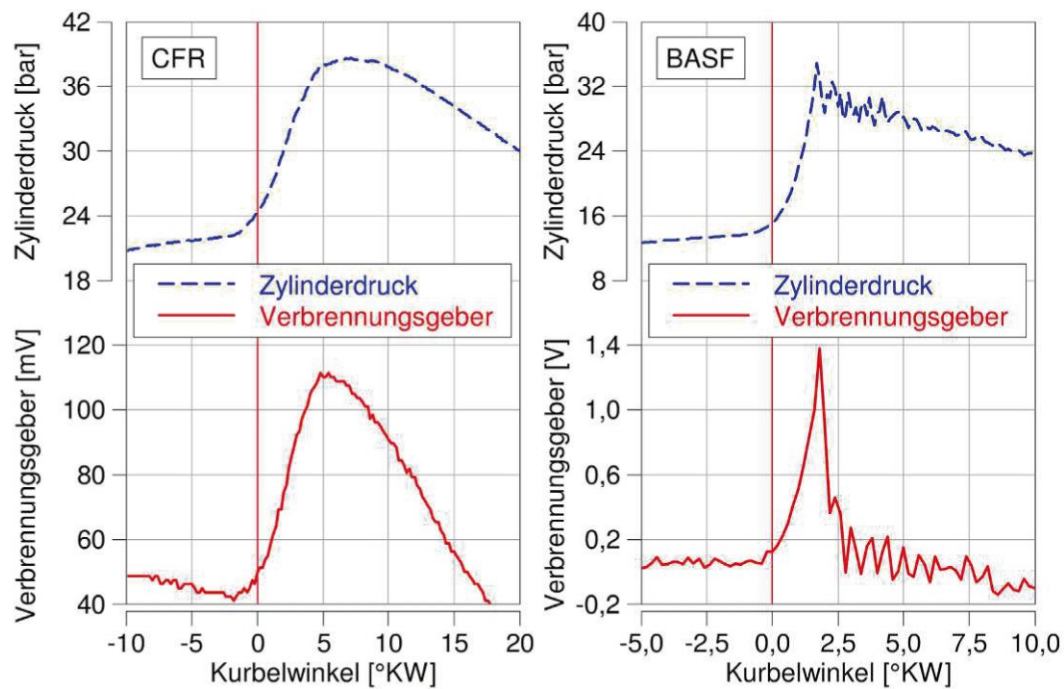 CFR
Zylinderdruck [bar]
42
36
30
24
18
Zylinderdruck
Verbrennungsgeber
Verbrennungsgeber [mV]
120
100
80
60
40
-10
-5
0
5
10
15
20
Kurbelwinkel [°KW]
BASF
Zylinderdruck [bar]
40
32
24
16
8
Zylinderdruck
Verbrennungsgeber
Verbrennungsgeber [V]
1,4
1,0
0,6
0,2
-0,2
-5,0
-2,5
0,0
2,5
5,0
7,5
10,0
Kurbelwinkel [°KW]